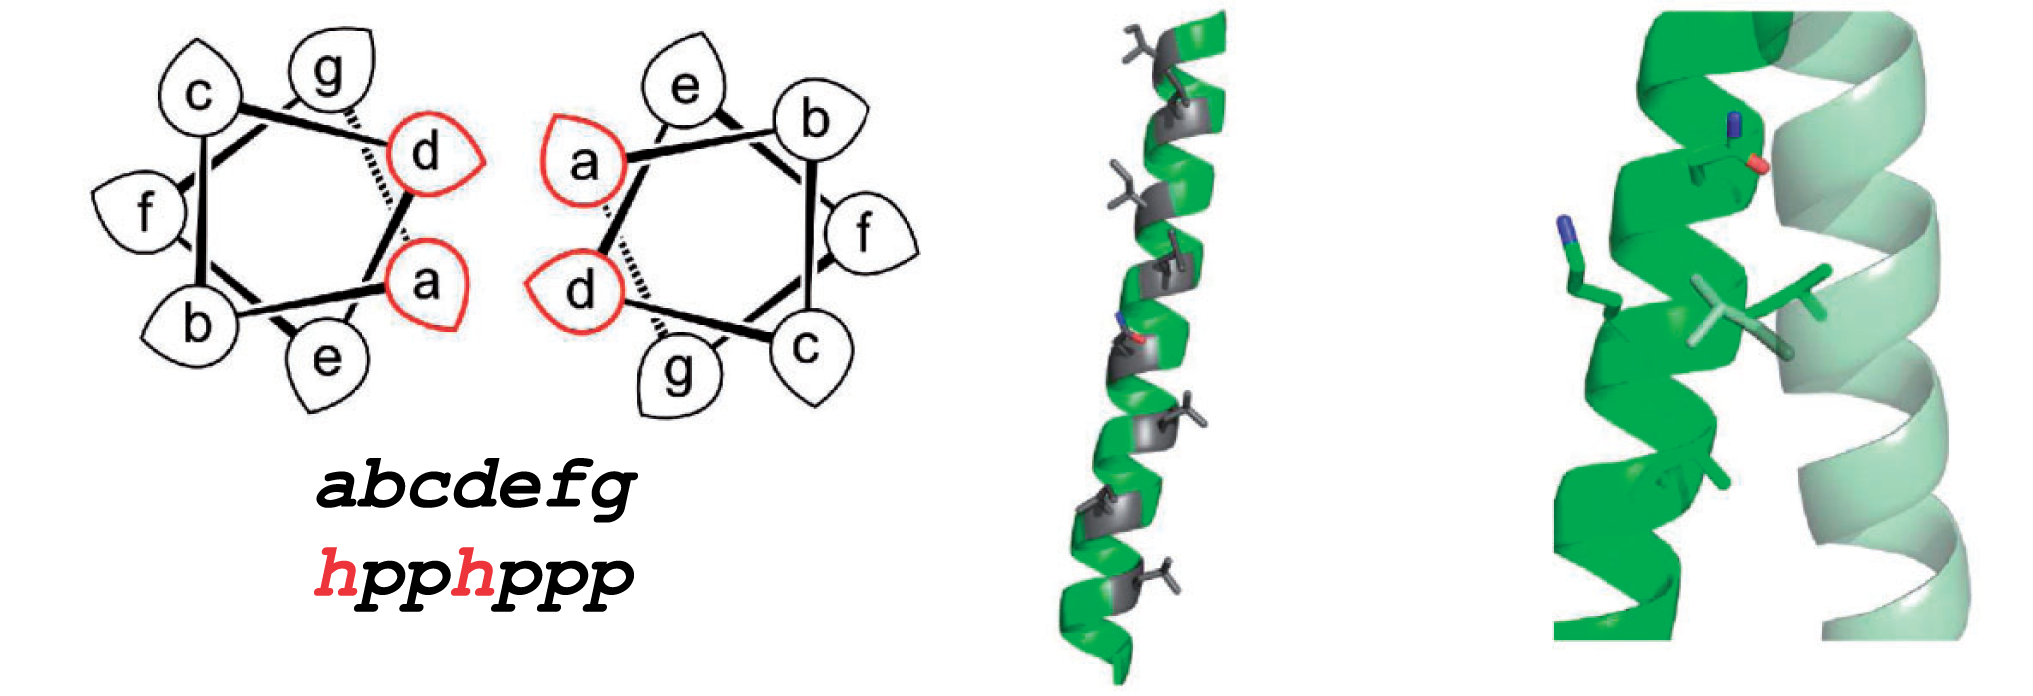 c g d a f b e
e b a f d c g
abcdefg
hpphppp